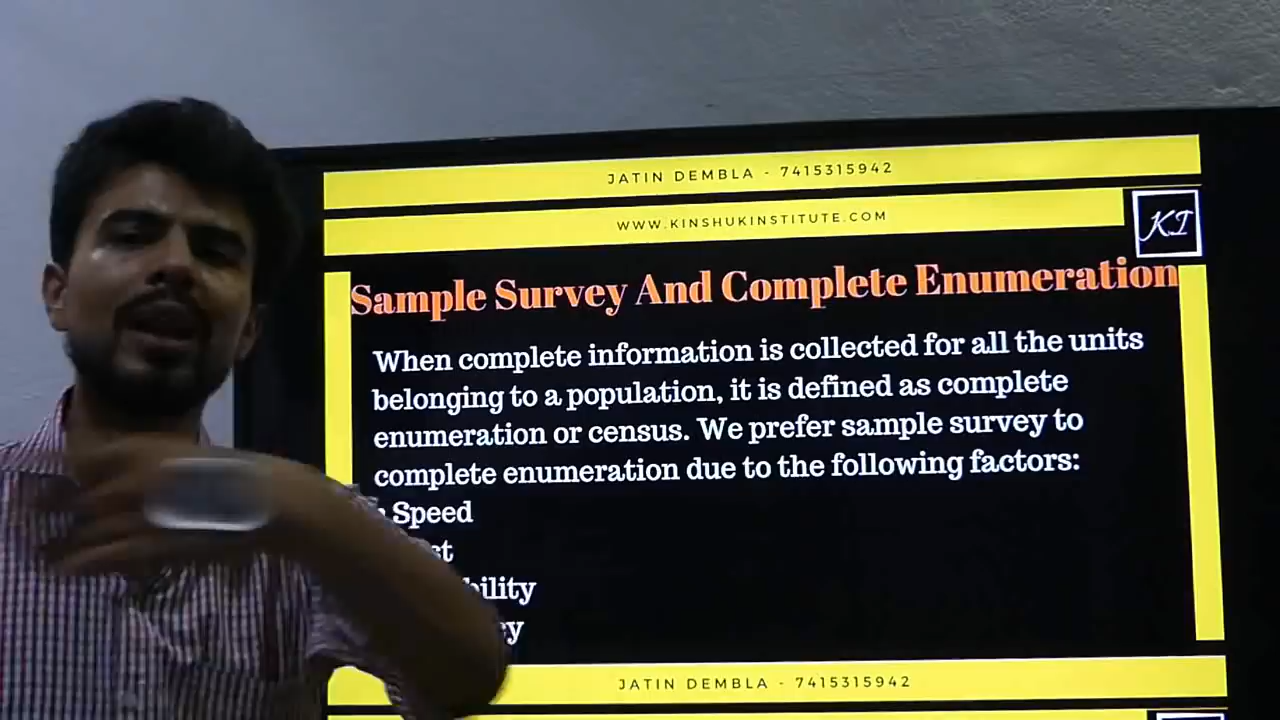 JATIN DEMBLA - 7415315942
WWW.KINSHUKINSTITUTE.COM
KI
Sample Survey And Complete Enumeration
When complete information is collected for all the units
belonging to a population, it is defined as complete
enumeration or census. We prefer sample survey to
complete enumeration due to the following factors:
Speed
JATIN DEMBLA - 7415315942